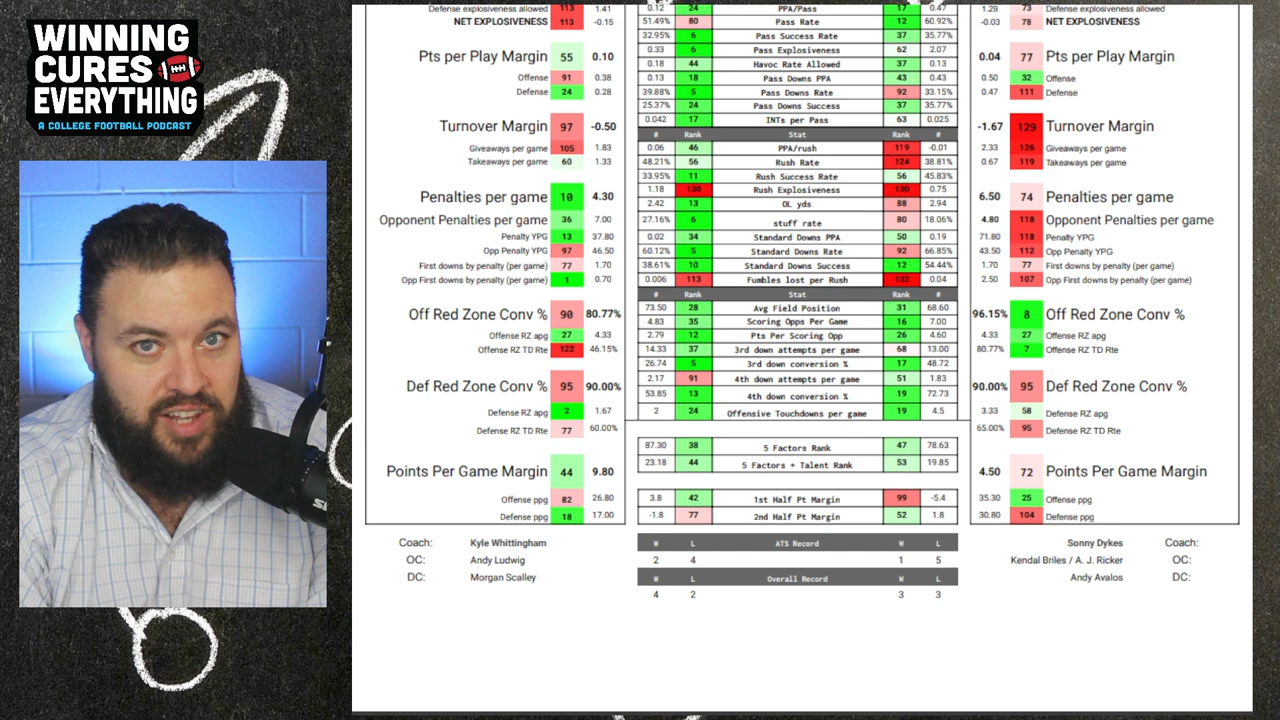 WINNING
CURES
EVERYTHING
A COLLEGE FOOTBALL PODCAST
Defense explosiveness allowed 113 1.41
NET EXPLOSIVENESS 113 -0.15
Pts per Play Margin 55 0.10
Offense 91 0.38
Defense 24 0.28
Turnover Margin 97 -0.50
Giveaways per game 105 1.83
Takeaways per game 60 1.33
Penalties per game 10 4.30
Opponent Penalties per game 36 7.00
Penalty YPG 13 37.80
Opp Penalty YPG 97 46.50
First downs by penalty (per game) 77 1.70
Opp First downs by penalty (per game) 1 0.70
Off Red Zone Conv % 90 80.77%
Offense RZ apg 27 4.33
Offense RZ TD Rte 122 46.15%
Def Red Zone Conv % 95 90.00%
Defense RZ apg 2 1.67
Defense RZ TD Rte 77 60.00%
Points Per Game Margin 44 9.80
Offense ppg 82 26.80
Defense ppg 18 17.00
Coach: Kyle Whittingham
OC: Andy Ludwig
DC: Morgan Scalley
0.12 24 PPA/Pass 17 0.47
51.49% 80 Pass Rate 12 60.92%
32.95% 6 Pass Success Rate 37 35.77%
0.33 6 Pass Explosiveness 62 2.07
0.18 44 Havoc Rate Allowed 37 0.13
0.13 18 Pass Downs PPA 43 0.43
39.88% 5 Pass Downs Rate 92 33.15%
25.37% 24 Pass Downs Success 37 35.77%
0.042 17 INTs per Pass 63 0.025
# Rank Stat Rank #
0.06 46 PPA/rush 119 -0.01
48.21% 56 Rush Rate 124 38.81%
33.95% 11 Rush Success Rate 56 45.83%
1.18 130 Rush Explosiveness 130 0.75
2.42 13 OL yds 88 2.94
27.16% 6 stuff rate 80 18.06%
0.02 34 Standard Downs PPA 50 0.19
60.12% 5 Standard Downs Rate 92 66.85%
38.61% 10 Standard Downs Success 12 54.44%
0.006 113 Fumbles lost per Rush 0.04
# Rank Stat Rank #
73.50 28 Avg Field Position 31 68.60
4.83 35 Scoring Opps Per Game 16 7.00
2.79 12 Pts Per Scoring Opp 26 4.60
14.33 37 3rd down attempts per game 68 13.00
26.74 5 3rd down conversion % 17 48.72
2.17 91 4th down attempts per game 51 1.83
53.85 13 4th down conversion % 19 72.73
2 24 Offensive Touchdowns per game 19 4.5
87.30 38 5 Factors Rank 47 78.63
23.18 44 5 Factors + Talent Rank 53 19.85
3.8 42 1st Half Pt Margin 99 -5.4
-1.8 77 2nd Half Pt Margin 52 1.8
W L ATS Record W L
2 4 1 5
W L Overall Record W L
4 2 3 3
1.29 73 Defense explosiveness allowed
-0.03 78 NET EXPLOSIVENESS
0.04 77 Pts per Play Margin
0.50 32 Offense
0.47 111 Defense
-1.67 129 Turnover Margin
2.33 126 Giveaways per game
0.67 119 Takeaways per game
6.50 74 Penalties per game
4.80 118 Opponent Penalties per game
71.80 118 Penalty YPG
43.50 112 Opp Penalty YPG
1.70 77 First downs by penalty (per game)
2.50 107 Opp First downs by penalty (per game)
96.15% 8 Off Red Zone Conv %
4.33 27 Offense RZ apg
80.77% 7 Offense RZ TD Rte
90.00% 95 Def Red Zone Conv %
3.33 58 Defense RZ apg
65.00% 95 Defense RZ TD Rte
4.50 72 Points Per Game Margin
35.30 25 Offense ppg
30.80 104 Defense ppg
Sonny Dykes Coach:
Kendal Briles / A. J. Ricker OC:
Andy Avalos DC: